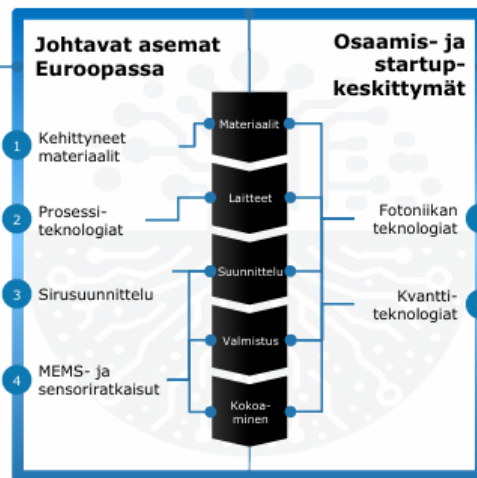 Johtavat asemat
Euroopassa
Osaamis- ja
startup-
keskittymät
1
Kehittyneet
materiaalit
2
Prosessi-
teknologiat
3
Sirusuunnittelu
4
MEMS- ja
sensoriratkaisut
Materiaalit
Laitteet
Suunnittelu
Valmistus
Kokoa-
minen
Fotoniikan
teknologiat
Kvantti-
teknologiat